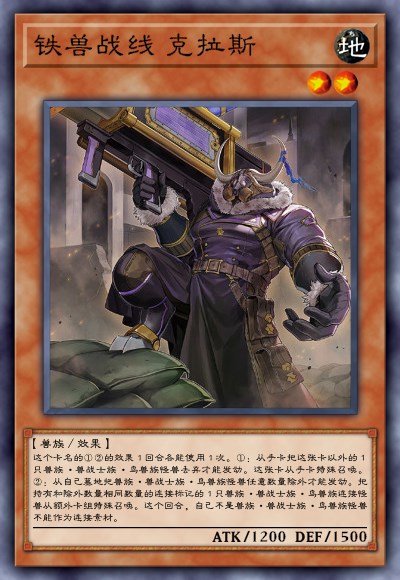 铁兽战线 克拉斯
地
【兽族／效果】
这个卡名的①②的效果1回合各能使用1次。①：从手卡把这张卡以外的1
只兽族・兽战士族・鸟兽族怪兽丢弃才能发动。这张卡从手卡特殊召唤。
②：从自己墓地把兽族・兽战士族・鸟兽族怪兽任意数量除外才能发动。把
持有和除外数量相同数量的连接标记的1只兽族・兽战士族・鸟兽族连接怪
兽从额外卡组特殊召唤。这个回合，自己不是兽族・兽战士族・鸟兽族怪兽
不能作为连接素材。
ATK/1200 DEF/1500